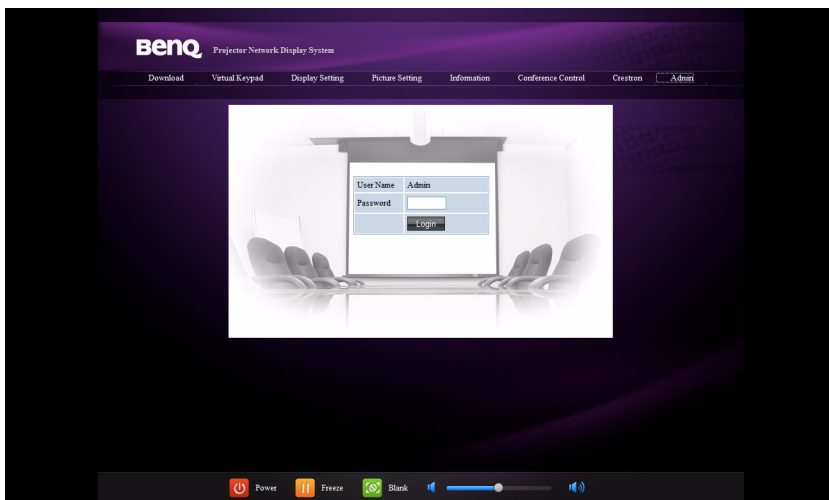 BenQ Projector Network Display System
Download Virtual Keypad Display Setting Picture Setting Information Conference Control Crestron Admin
User Name Admin
Password
Login
Power Freeze Blank